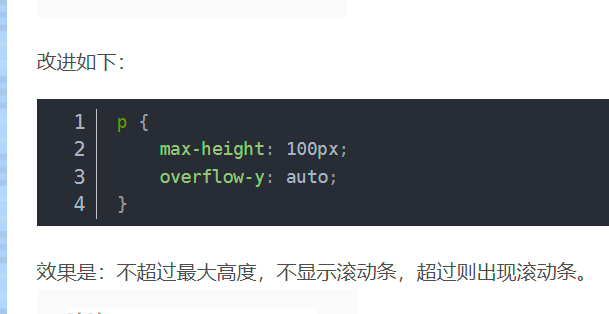 改进如下：
1 p {
2 max-height: 100px;
3 overflow-y: auto;
4 }
效果是：不超过最大高度，不显示滚动条，超过则出现滚动条。